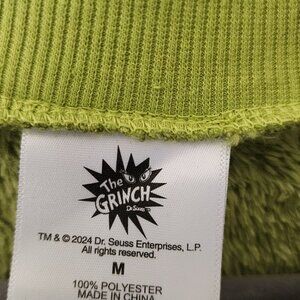 The
GRINCH
Dr. Seuss
TM & © 2024 Dr. Seuss Enterprises, L.P.
All rights reserved.
M
100% POLYESTER
MADE IN CHINA